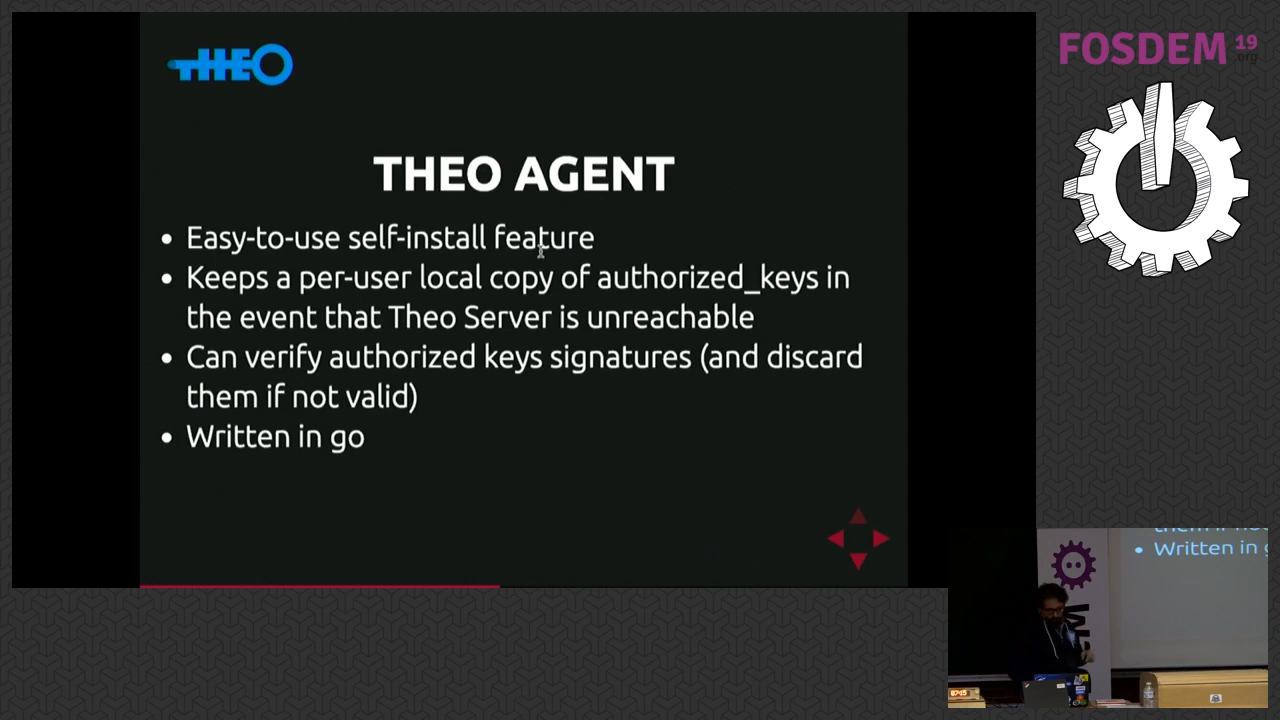 THEO
FOSDEM 19
.org
THEO AGENT
• Easy-to-use self-install feature
• Keeps a per-user local copy of authorized_keys in
the event that Theo Server is unreachable
• Can verify authorized keys signatures (and discard
them if not valid)
• Written in go
• Written in g
07:15